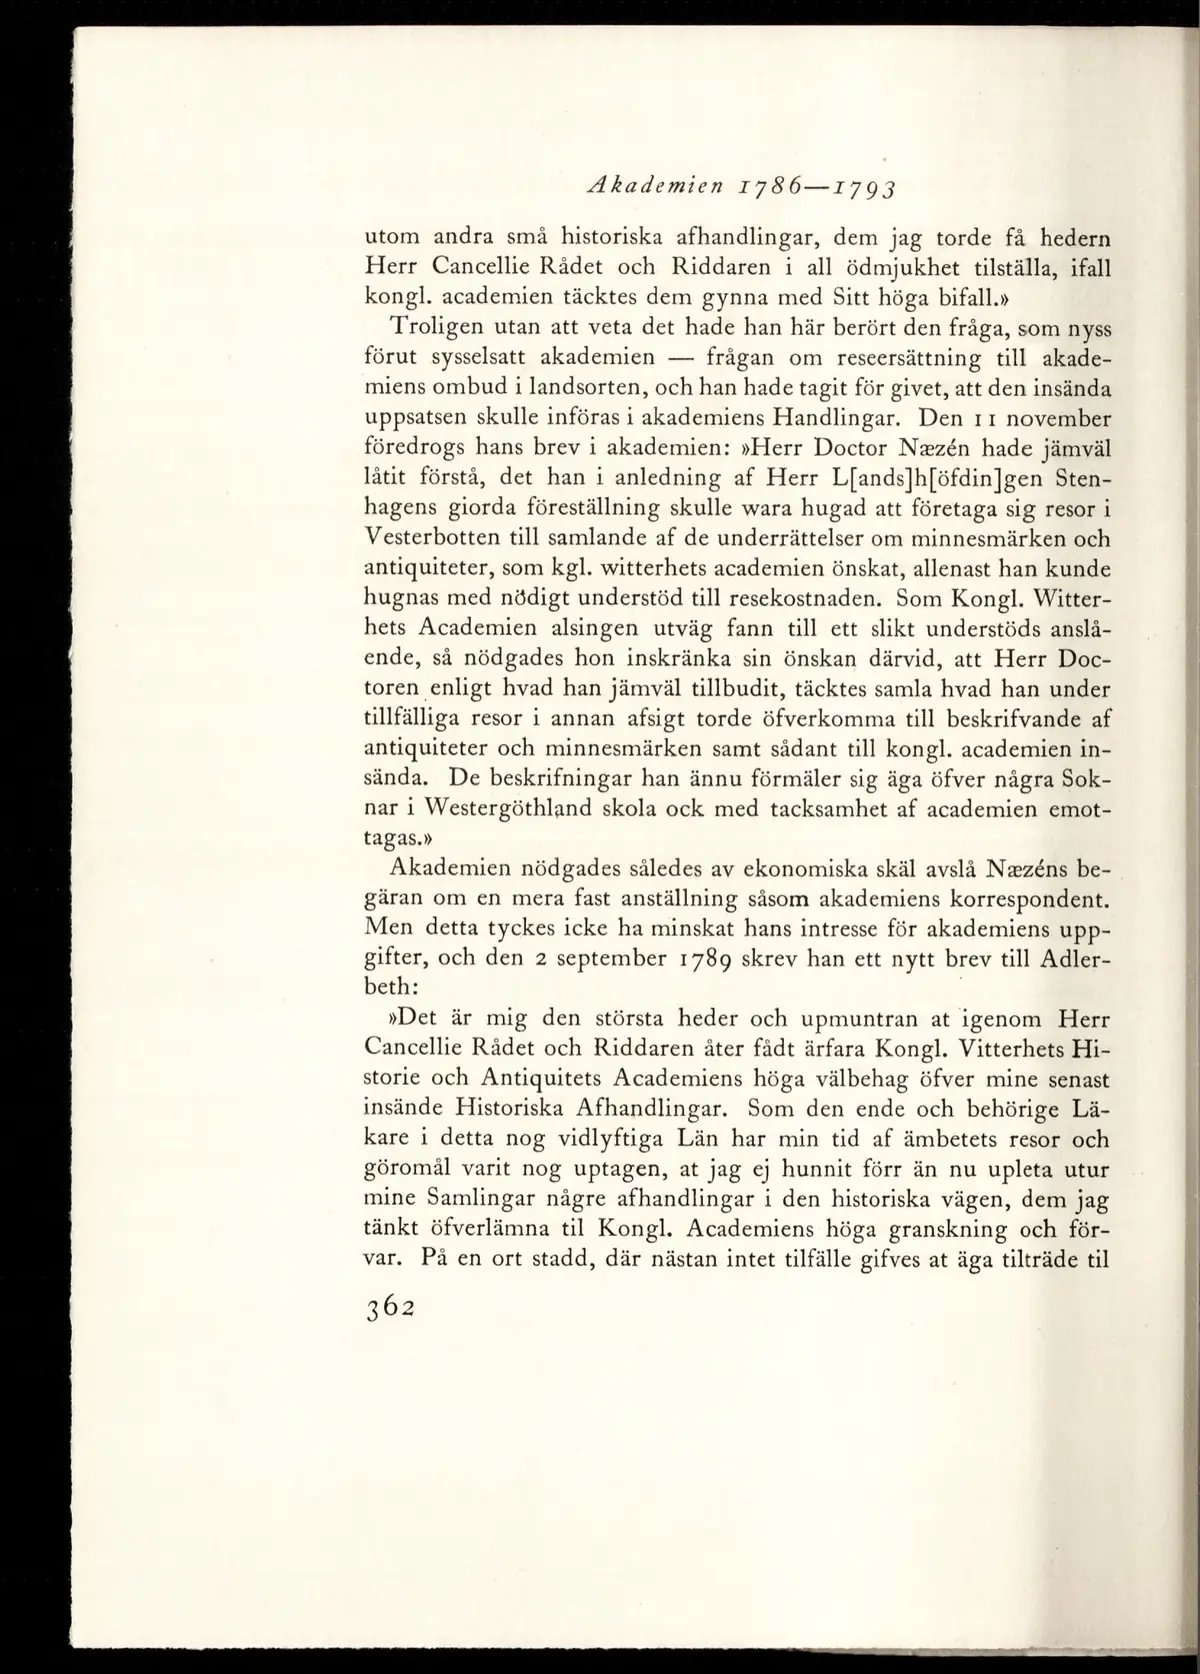 Akademien 1786—1793
utom andra små historiska afhandlingar, dem jag torde få hedern
Herr Cancellie Rådet och Riddaren i all ödmjukhet tilställa, ifall
kongl. academien täcktes dem gynna med Sitt höga bifall.»
Troligen utan att veta det hade han här berört den fråga, som nyss
förut sysselsatt akademien — frågan om reseersättning till akade-
miens ombud i landsorten, och han hade tagit för givet, att den insända
uppsatsen skulle införas i akademiens Handlingar. Den 11 november
föredrogs hans brev i akademien: »Herr Doctor Næzén hade jämväl
låtit förstå, det han i anledning af Herr L[ands]h[öfdin]gen Sten-
hagens giorda föreställning skulle wara hugad att företaga sig resor i
Vesterbotten till samlande af de underrättelser om minnesmärken och
antiquiteter, som kgl. witterhets academien önskat, allenast han kunde
hugnas med nödigt understöd till resekostnaden. Som Kongl. Witter-
hets Academien alsingen utväg fann till ett slikt understöds anslå-
ende, så nödgades hon inskränka sin önskan därvid, att Herr Doc-
toren enligt hvad han jämväl tillbudit, täcktes samla hvad han under
tillfälliga resor i annan afsigt torde öfverkomma till beskrifvande af
antiquiteter och minnesmärken samt sådant till kongl. academien in-
sända. De beskrifningar han ännu förmäler sig äga öfver några Sok-
nar i Westergöthland skola ock med tacksamhet af academien emot-
tagas.»
Akademien nödgades således av ekonomiska skäl avslå Næzéns be-
gäran om en mera fast anställning såsom akademiens korrespondent.
Men detta tyckes icke ha minskat hans intresse för akademiens upp-
gifter, och den 2 september 1789 skrev han ett nytt brev till Adler-
beth:
»Det är mig den största heder och upmuntran at igenom Herr
Cancellie Rådet och Riddaren åter fådt ärfara Kongl. Vitterhets Hi-
storie och Antiquitets Academiens höga välbehag öfver mine senast
insände Historiska Afhandlingar. Som den ende och behörige Lä-
kare i detta nog vidlyftiga Län har min tid af ämbetets resor och
göromål varit nog uptagen, at jag ej hunnit förr än nu upleta utur
mine Samlingar någre afhandlingar i den historiska vägen, dem jag
tänkt öfverlämna til Kongl. Academiens höga granskning och för-
var. På en ort stadd, där nästan intet tilfälle gifves at äga tilträde til
362